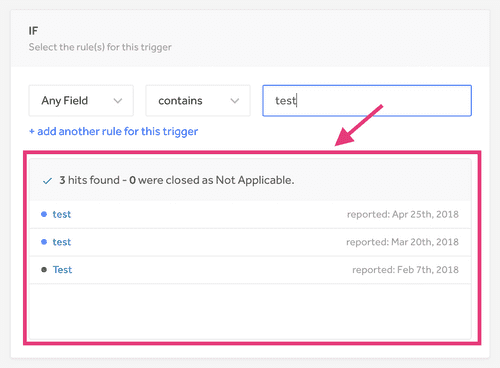 IF
Select the rule(s) for this trigger
Any Field contains test
+ add another rule for this trigger
3 hits found - 0 were closed as Not Applicable.
test reported: Apr 25th, 2018
test reported: Mar 20th, 2018
Test reported: Feb 7th, 2018